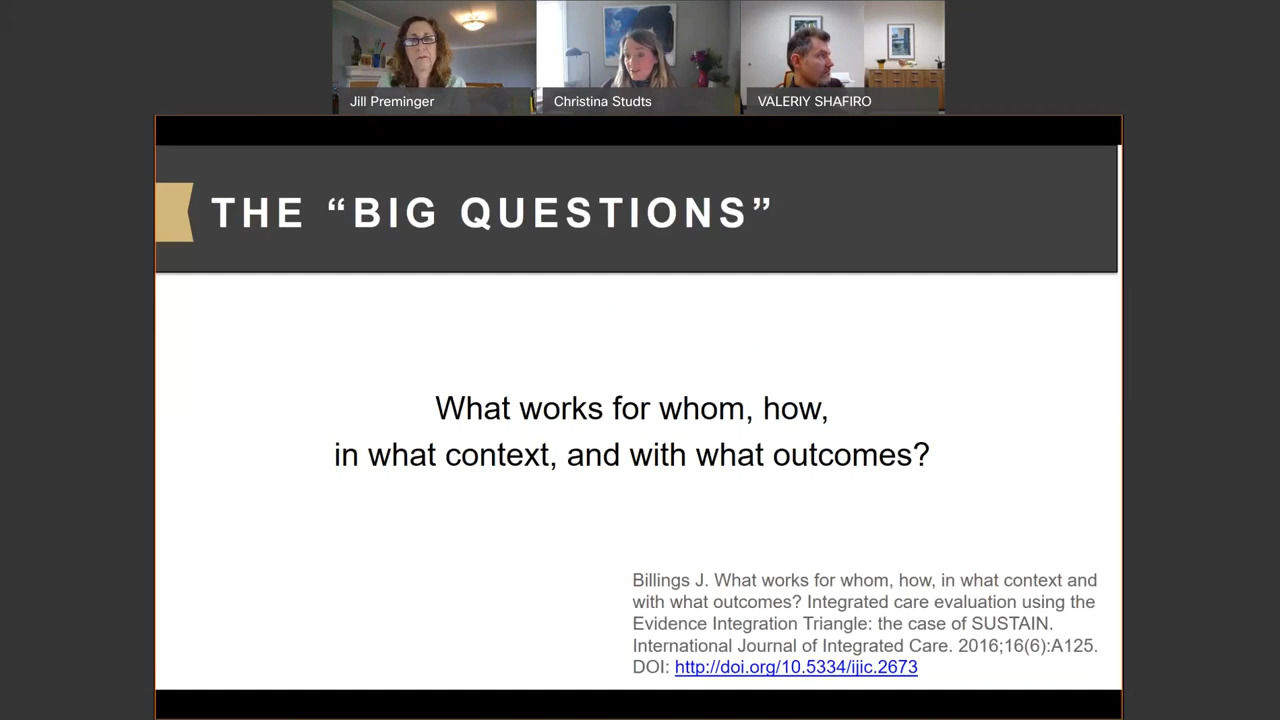 Jill Preminger
Christina Studts
VALERIY SHAFIRO
THE “BIG QUESTIONS”
What works for whom, how,
in what context, and with what outcomes?
Billings J. What works for whom, how, in what context and
with what outcomes? Integrated care evaluation using the
Evidence Integration Triangle: the case of SUSTAIN.
International Journal of Integrated Care. 2016;16(6):A125.
DOI: http://doi.org/10.5334/ijic.2673